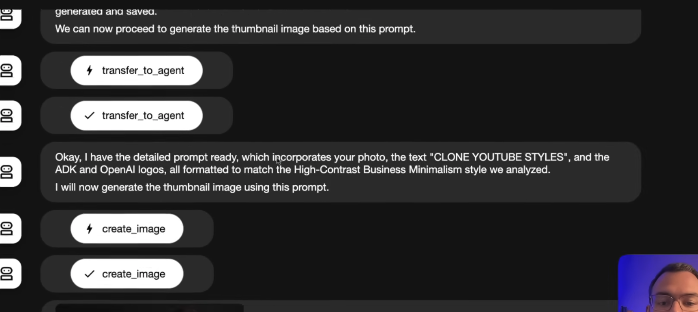 generated and saved.
We can now proceed to generate the thumbnail image based on this prompt.
transfer_to_agent
transfer_to_agent
Okay, I have the detailed prompt ready, which incorporates your photo, the text "CLONE YOUTUBE STYLES", and the
ADK and OpenAI logos, all formatted to match the High-Contrast Business Minimalism style we analyzed.
I will now generate the thumbnail image using this prompt.
create_image
create_image